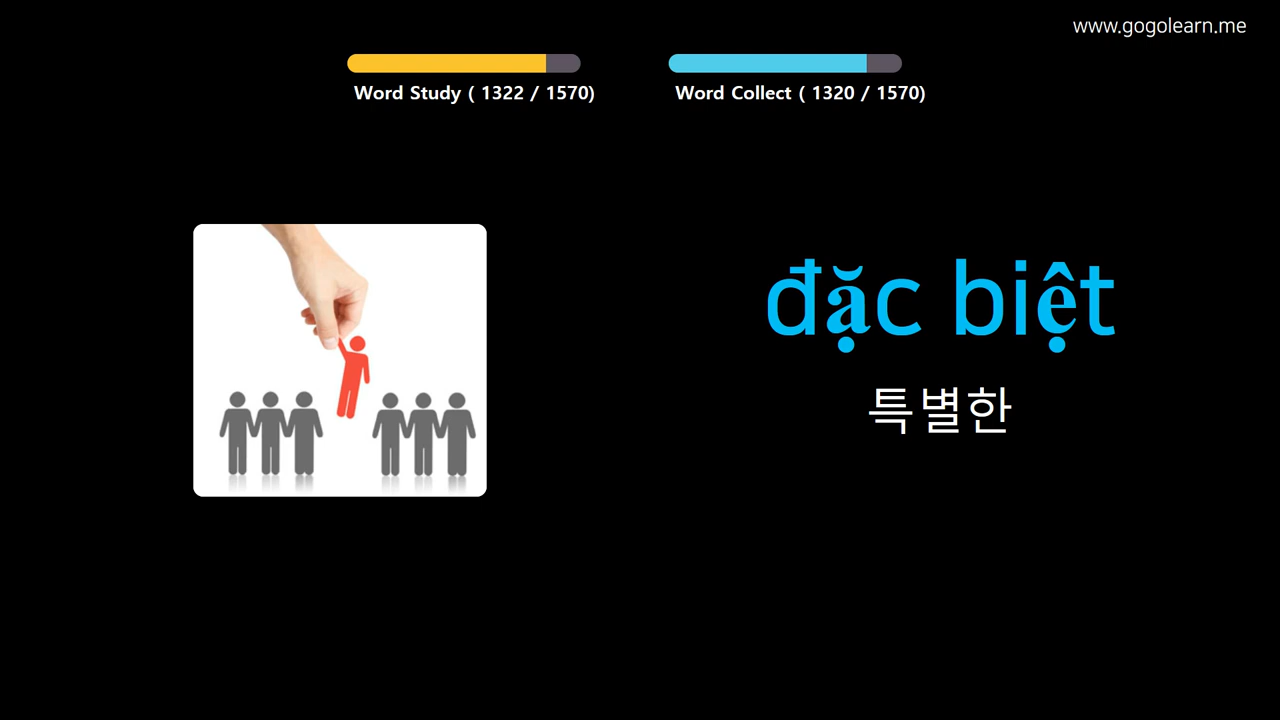 www.gogolearn.me
Word Study ( 1322 / 1570)
Word Collect ( 1320 / 1570)
đặc biệt
특별한